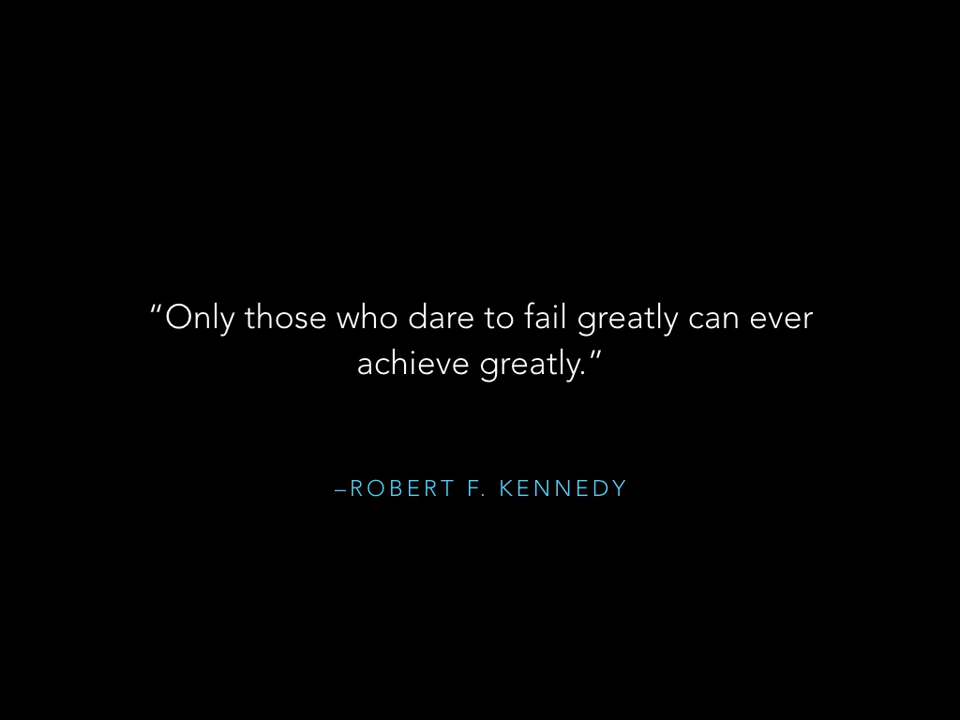 “Only those who dare to fail greatly can ever
achieve greatly.”
–ROBERT F. KENNEDY